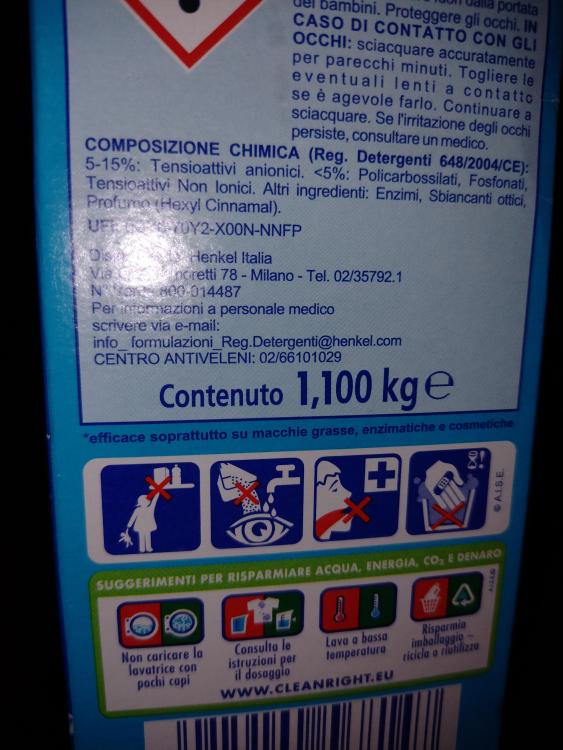 dei bambini. Proteggere gli occhi. IN
CASO DI CONTATTO CON GLI
OCCHI: sciacquare accuratamente
per parecchi minuti. Togliere le
eventuali lenti a contatto
se è agevole farlo. Continuare a
sciacquare. Se l'irritazione degli occhi
persiste, consultare un medico.
COMPOSIZIONE CHIMICA (Reg. Detergenti 648/2004/CE):
5-15%: Tensioattivi anionici. <5%: Policarbossilati, Fosfonati,
Tensioattivi Non Ionici. Altri ingredienti: Enzimi, Sbiancanti ottici,
Profumo (Hexyl Cinnamal).
Y2-X00N-NNFP
Henkel Italia
Via 78 - Milano - Tel. 02/35792.1
800-014487
Per informazioni a personale medico
scrivere via e-mail:
info_formulazioni_Reg.Detergenti@henkel.com
CENTRO ANTIVELENI: 02/66101029
Contenuto 1,100 kg e
*efficace soprattutto su macchie grasse, enzimatiche e cosmetiche
© A.I.S.E.
SUGGERIMENTI PER RISPARMIARE ACQUA, ENERGIA, CO₂ E DENARO
Non caricare la
lavatrice con
pochi capi
Consulta le
istruzioni per
il dosaggio
Lava a bassa
temperatura
Risparmia
imballaggio -
ricicla o riutilizza
WWW.CLEANRIGHT.EU